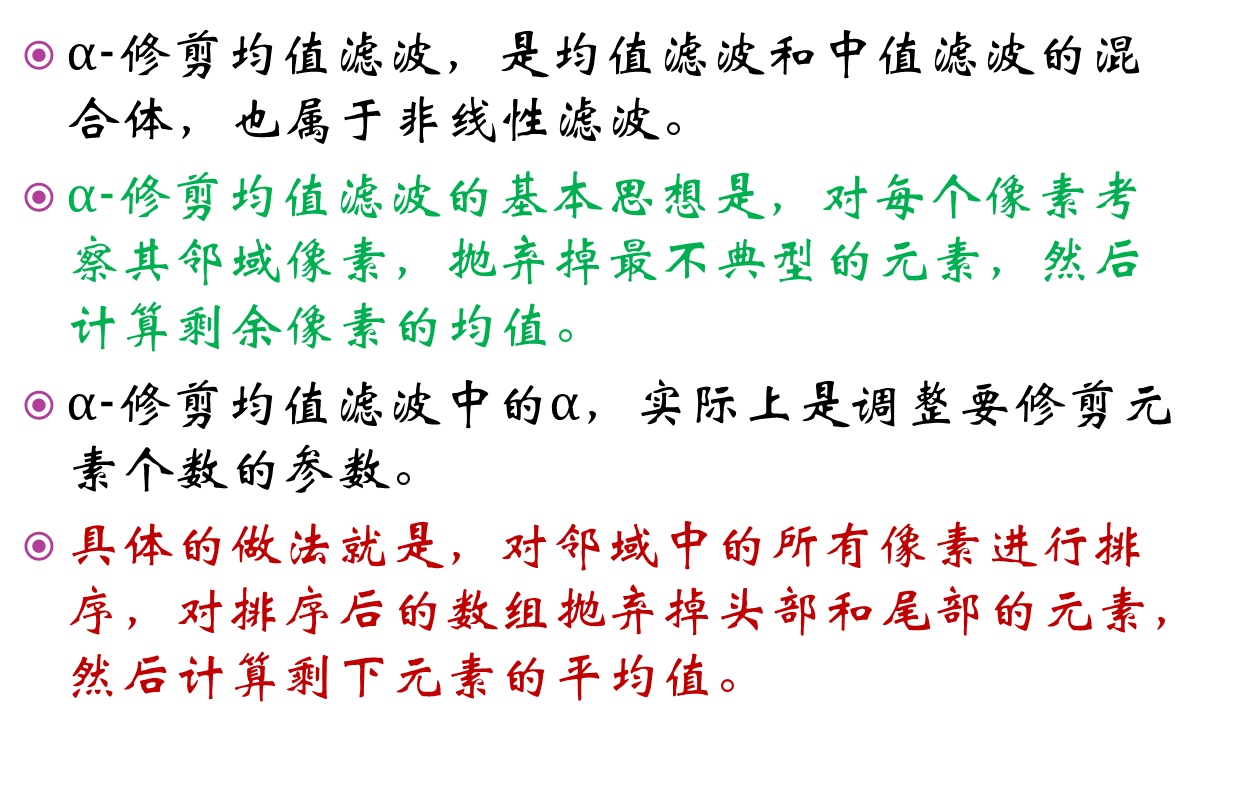 α-修剪均值滤波，是均值滤波和中值滤波的混
合体，也属于非线性滤波。
α-修剪均值滤波的基本思想是，对每个像素考
察其邻域像素，抛弃掉最不典型的元素，然后
计算剩余像素的均值。
α-修剪均值滤波中的α，实际上是调整要修剪元
素个数的参数。
具体的做法就是，对邻域中的所有像素进行排
序，对排序后的数组抛弃掉头部和尾部的元素，
然后计算剩下元素的平均值。